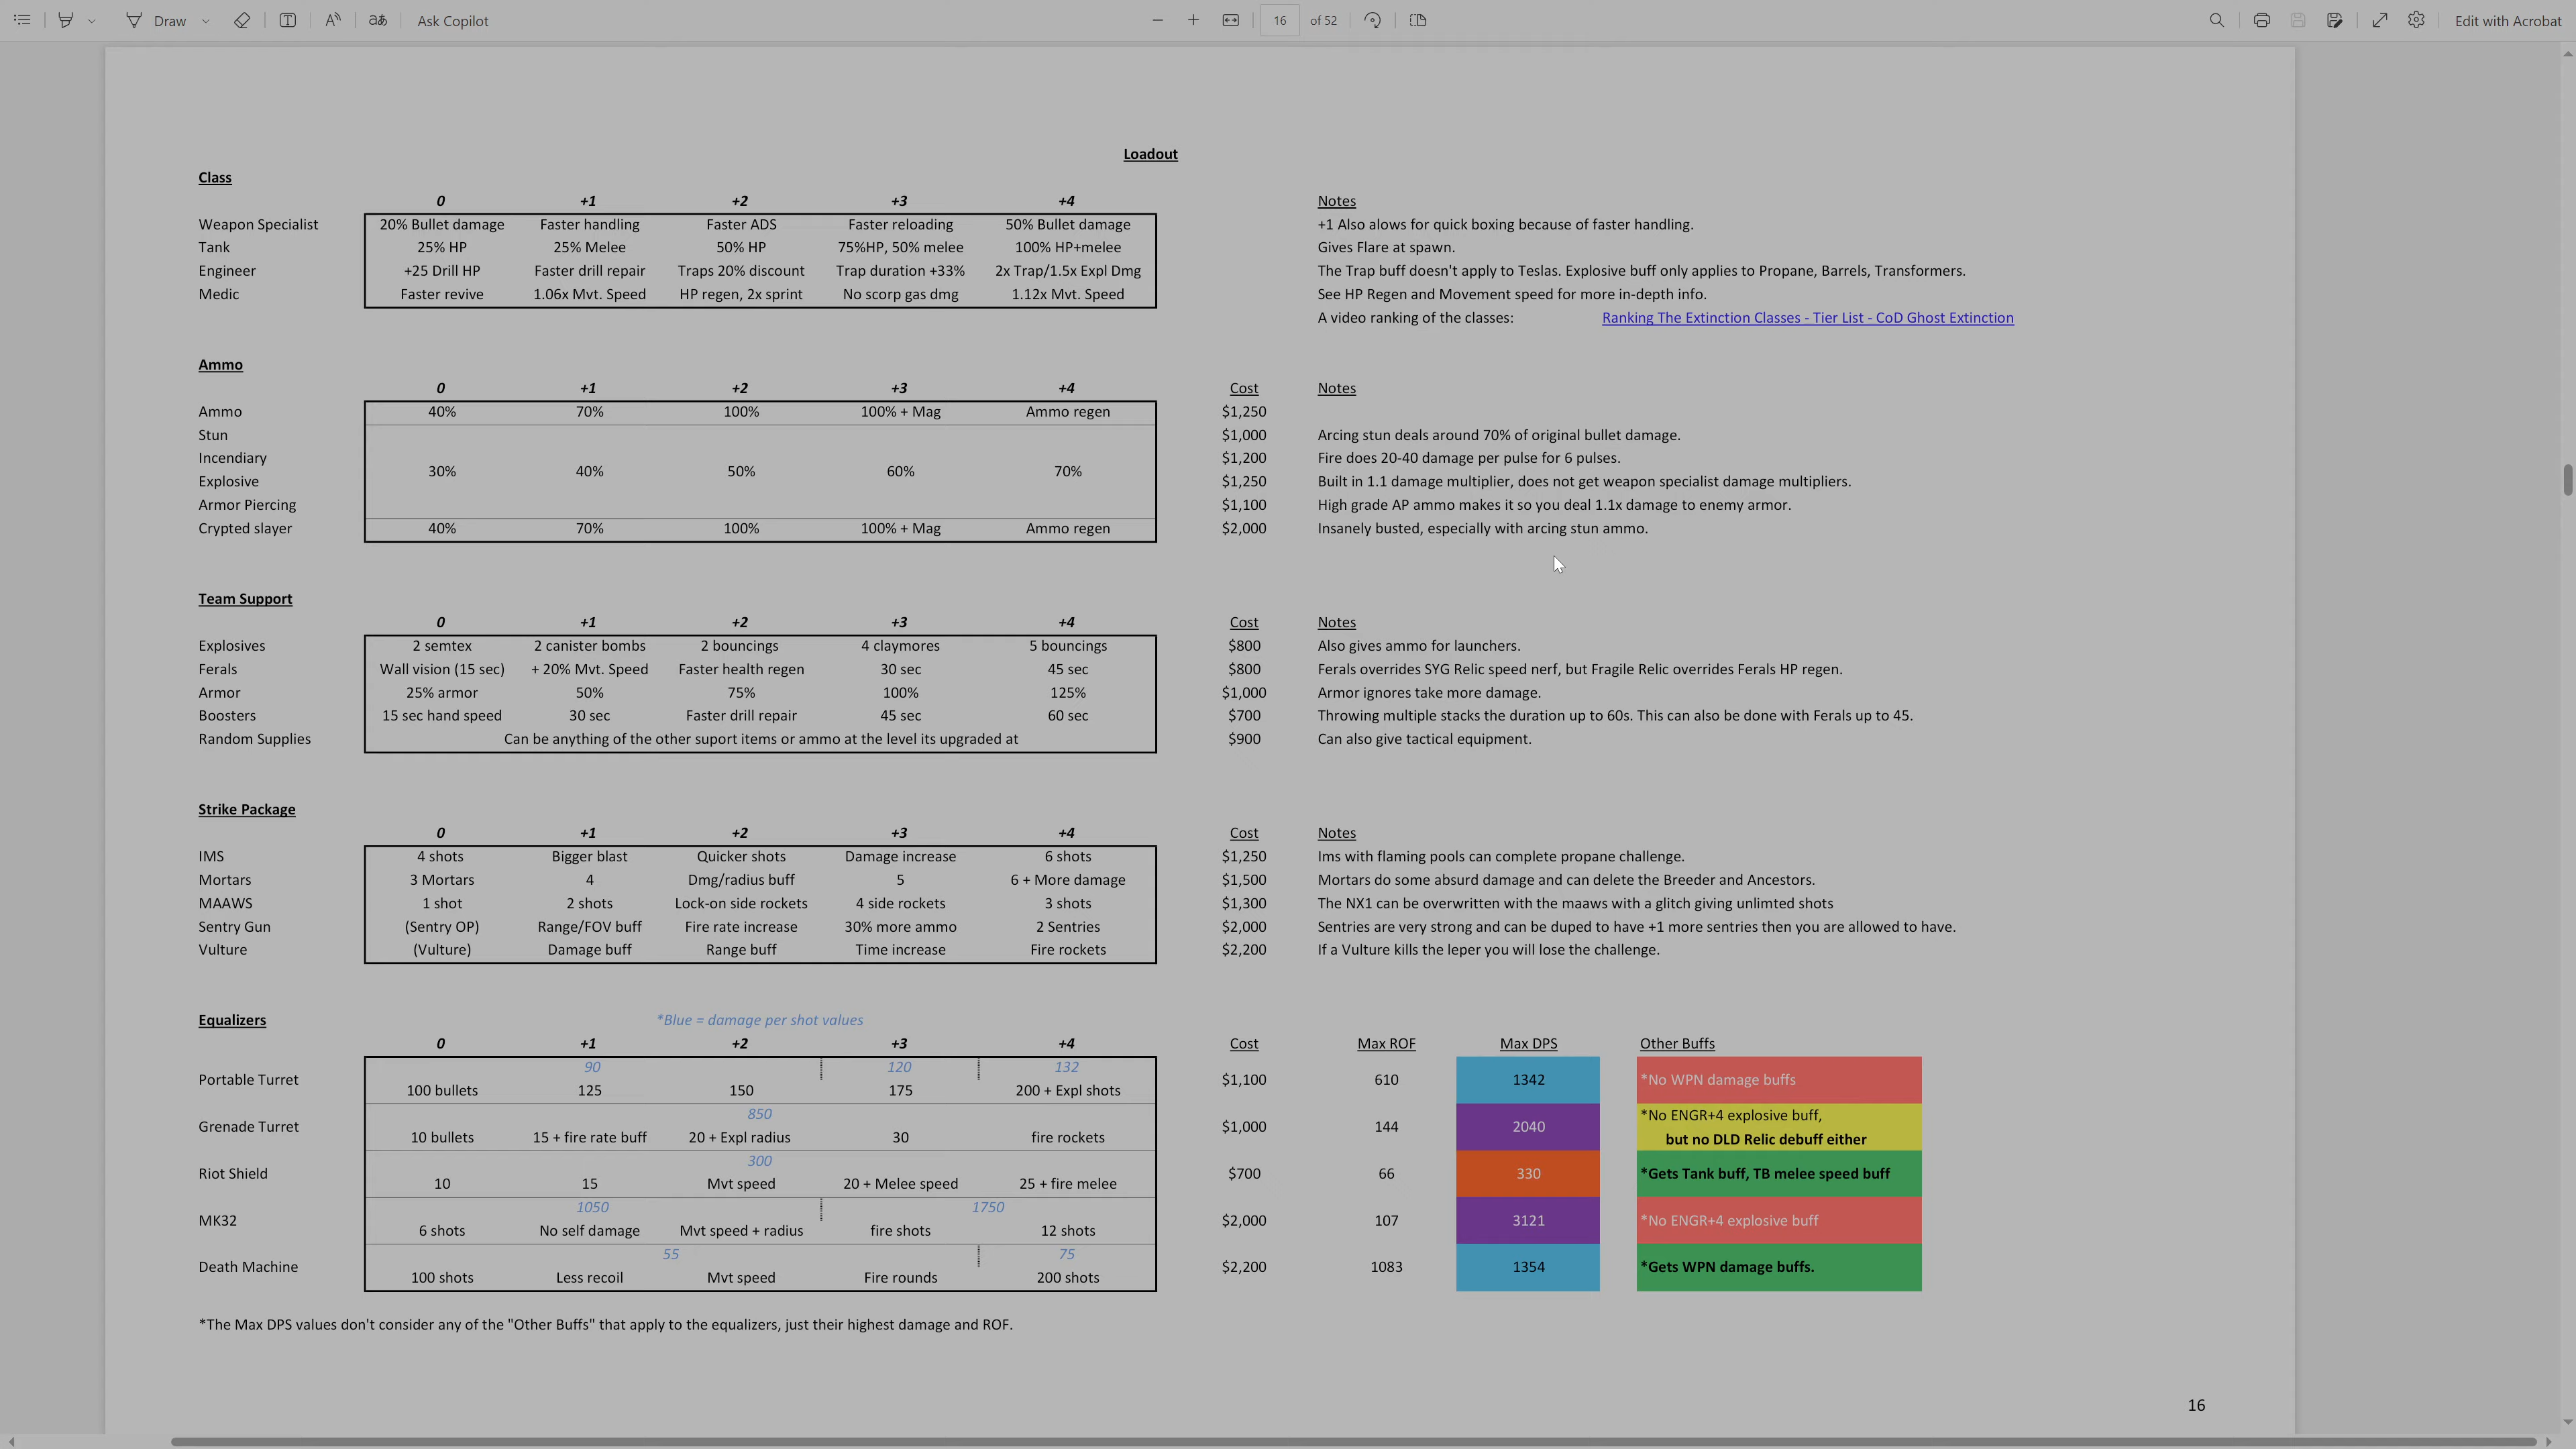 Draw Ask Copilot 16 of 52 Edit with Acrobat
Loadout
Class
0 +1 +2 +3 +4 Notes
Weapon Specialist 20% Bullet damage Faster handling Faster ADS Faster reloading 50% Bullet damage +1 Also alows for quick boxing because of faster handling.
Tank 25% HP 25% Melee 50% HP 75%HP, 50% melee 100% HP+melee Gives Flare at spawn.
Engineer +25 Drill HP Faster drill repair Traps 20% discount Trap duration +33% 2x Trap/1.5x Expl Dmg The Trap buff doesn't apply to Teslas. Explosive buff only applies to Propane, Barrels, Transformers.
Medic Faster revive 1.06x Mvt. Speed HP regen, 2x sprint No scorp gas dmg 1.12x Mvt. Speed See HP Regen and Movement speed for more in-depth info.
A video ranking of the classes: Ranking The Extinction Classes - Tier List - CoD Ghost Extinction
Ammo
0 +1 +2 +3 +4 Cost Notes
Ammo 40% 70% 100% 100% + Mag Ammo regen $1,250
Stun $1,000 Arcing stun deals around 70% of original bullet damage.
Incendiary $1,200 Fire does 20-40 damage per pulse for 6 pulses.
30% 40% 50% 60% 70%
Explosive $1,250 Built in 1.1 damage multiplier, does not get weapon specialist damage multipliers.
Armor Piercing $1,100 High grade AP ammo makes it so you deal 1.1x damage to enemy armor.
Crypted slayer 40% 70% 100% 100% + Mag Ammo regen $2,000 Insanely busted, especially with arcing stun ammo.
Team Support
0 +1 +2 +3 +4 Cost Notes
Explosives 2 semtex 2 canister bombs 2 bouncings 4 claymores 5 bouncings $800 Also gives ammo for launchers.
Ferals Wall vision (15 sec) + 20% Mvt. Speed Faster health regen 30 sec 45 sec $800 Ferals overrides SYG Relic speed nerf, but Fragile Relic overrides Ferals HP regen.
Armor 25% armor 50% 75% 100% 125% $1,000 Armor ignores take more damage.
Boosters 15 sec hand speed 30 sec Faster drill repair 45 sec 60 sec $700 Throwing multiple stacks the duration up to 60s. This can also be done with Ferals up to 45.
Random Supplies Can be anything of the other suport items or ammo at the level its upgraded at $900 Can also give tactical equipment.
Strike Package
0 +1 +2 +3 +4 Cost Notes
IMS 4 shots Bigger blast Quicker shots Damage increase 6 shots $1,250 Ims with flaming pools can complete propane challenge.
Mortars 3 Mortars 4 Dmg/radius buff 5 6 + More damage $1,500 Mortars do some absurd damage and can delete the Breeder and Ancestors.
MAAWS 1 shot 2 shots Lock-on side rockets 4 side rockets 3 shots $1,300 The NX1 can be overwritten with the maaws with a glitch giving unlimted shots
Sentry Gun (Sentry OP) Range/FOV buff Fire rate increase 30% more ammo 2 Sentries $2,000 Sentries are very strong and can be duped to have +1 more sentries then you are allowed to have.
Vulture (Vulture) Damage buff Range buff Time increase Fire rockets $2,200 If a Vulture kills the leper you will lose the challenge.
Equalizers *Blue = damage per shot values
0 +1 +2 +3 +4 Cost Max ROF Max DPS Other Buffs
90 120 132
Portable Turret $1,100 610 1342 *No WPN damage buffs
100 bullets 125 150 175 200 + Expl shots
850 *No ENGR+4 explosive buff,
Grenade Turret $1,000 144 2040
10 bullets 15 + fire rate buff 20 + Expl radius 30 fire rockets but no DLD Relic debuff either
300
Riot Shield $700 66 330 *Gets Tank buff, TB melee speed buff
10 15 Mvt speed 20 + Melee speed 25 + fire melee
1050 1750
MK32 $2,000 107 3121 *No ENGR+4 explosive buff
6 shots No self damage Mvt speed + radius fire shots 12 shots
55 75
Death Machine $2,200 1083 1354 *Gets WPN damage buffs.
100 shots Less recoil Mvt speed Fire rounds 200 shots
*The Max DPS values don't consider any of the "Other Buffs" that apply to the equalizers, just their highest damage and ROF.
16